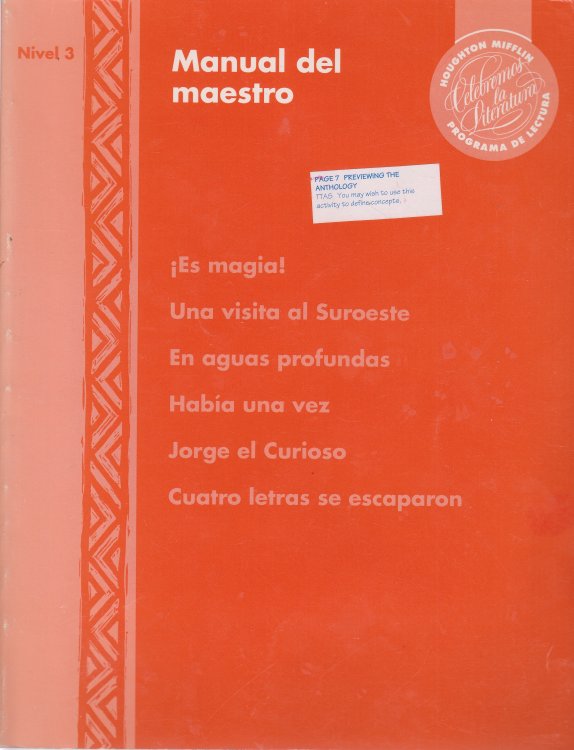 Nivel 3
Manual del
maestro
HOUGHTON MIFFLIN
Celebremos
la
Literatura
PROGRAMA DE LECTURA
PAGE 7 PREVIEWING THE
ANTHOLOGY
TTAG You may wish to use this
activity to define concepts.
¡Es magia!
Una visita al Suroeste
En aguas profundas
Había una vez
Jorge el Curioso
Cuatro letras se escaparon